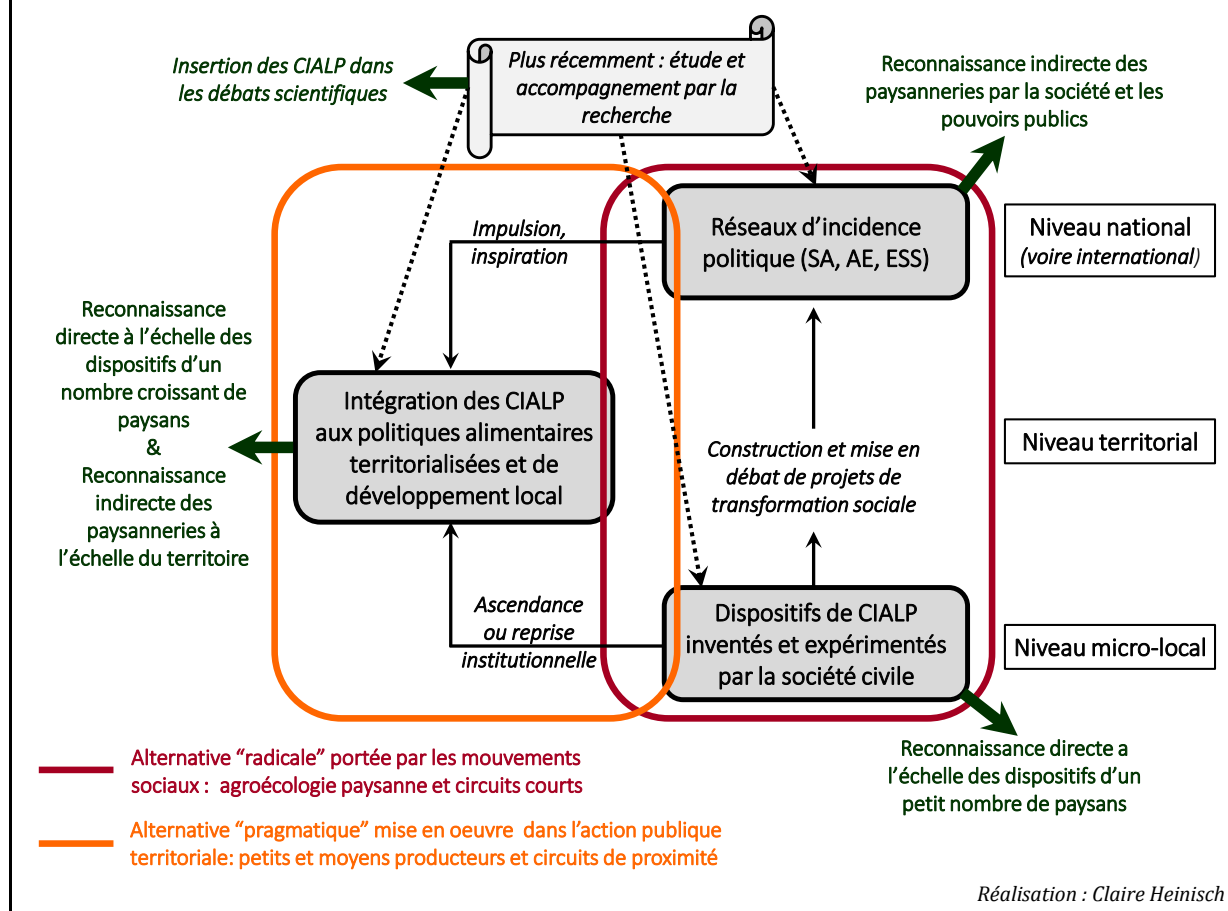 Insertion des CIALP dans
les débats scientifiques
Plus récemment : étude et
accompagnement par la
recherche
Reconnaissance indirecte des
paysanneries par la société et les
pouvoirs publics
Impulsion,
inspiration
Réseaux d'incidence
politique (SA, AE, ESS)
Niveau national
(voire international)
Reconnaissance
directe à l'échelle des
dispositifs d'un
nombre croissant de
paysans
&
Reconnaissance
indirecte des
paysanneries à
l'échelle du territoire
Intégration des CIALP
aux politiques alimentaires
territorialisées et de
développement local
Construction et mise en
débat de projets de
transformation sociale
Niveau territorial
Ascendance
ou reprise
institutionnelle
Dispositifs de CIALP
inventés et expérimentés
par la société civile
Niveau micro-local
Reconnaissance directe a
l'échelle des dispositifs d'un
petit nombre de paysans
Alternative “radicale” portée par les mouvements
sociaux : agroécologie paysanne et circuits courts
Alternative “pragmatique” mise en oeuvre dans l'action publique
territoriale: petits et moyens producteurs et circuits de proximité
Réalisation : Claire Heinisch